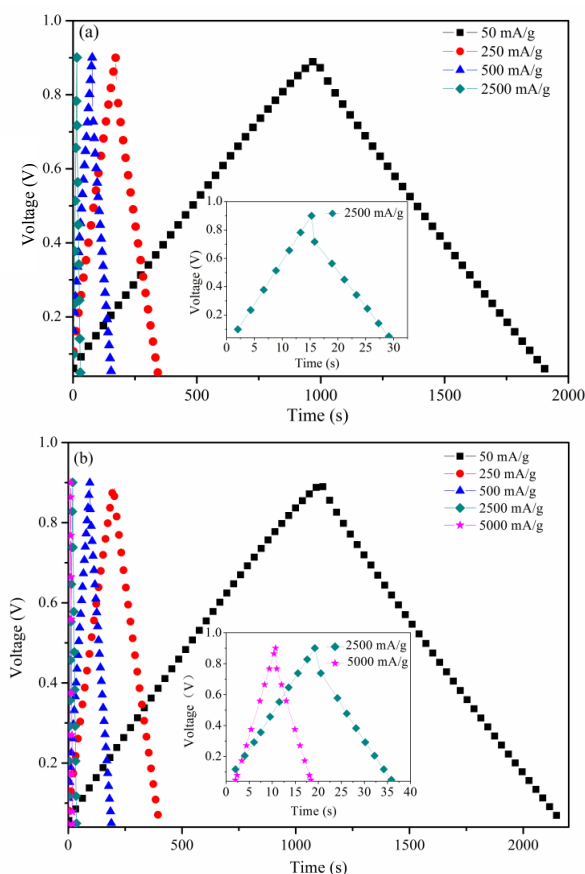 (a)
50 mA/g
250 mA/g
500 mA/g
2500 mA/g
1.0
0.8
0.6
0.4
0.2
Voltage (V)
0
500
1000
1500
2000
Time (s)
2500 mA/g
1.0
0.8
0.6
0.4
0.2
Voltage (V)
0
5
10
15
20
25
30
Time (s)
(b)
50 mA/g
250 mA/g
500 mA/g
2500 mA/g
5000 mA/g
1.0
0.8
0.6
0.4
0.2
Voltage (V)
0
500
1000
1500
2000
Time (s)
2500 mA/g
5000 mA/g
1.0
0.8
0.6
0.4
0.2
Voltage (V)
0
5
10
15
20
25
30
35
40
Time (s)